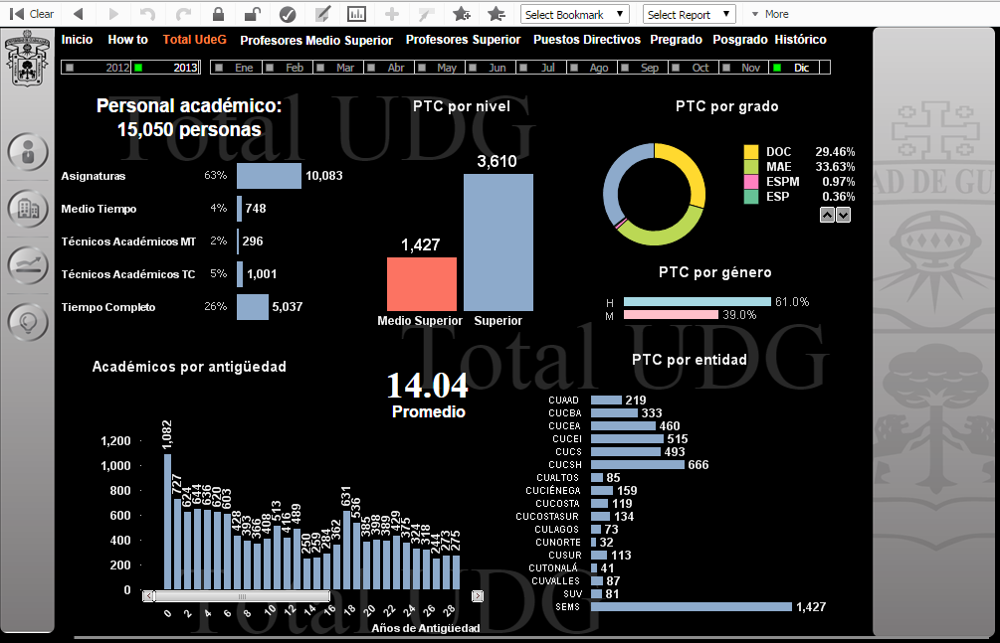 Clear Select Bookmark Select Report More
Inicio How to Total UdeG Profesores Medio Superior Profesores Superior Puestos Directivos Pregrado Posgrado Histórico
2012 2013 Ene Feb Mar Abr May Jun Jul Ago Sep Oct Nov Dic
Total UDG
Personal académico:
15,050 personas
Asignaturas 63% 10,083
Medio Tiempo 4% 748
Técnicos Académicos MT 2% 296
Técnicos Académicos TC 5% 1,001
Tiempo Completo 26% 5,037
PTC por nivel
3,610
1,427
Medio Superior Superior
PTC por grado
DOC 29.46%
MAE 33.63%
ESPM 0.97%
ESP 0.36%
AD DE GU
PTC por género
H 61.0%
M 39.0%
Total UDG
Académicos por antigüedad
14.04
Promedio
1,200
1,000
800
600
400
200
0
1,082 727 624 644 636 620 603 428 393 366 408 513 416 489 250 259 284 362 631 536 385 398 389 429 375 324 318 244 273 275
0 2 4 6 8 10 12 14 16 18 20 22 24 26 28
Años de Antigüedad
Total UDG
PTC por entidad
CUAAD 219
CUCBA 333
CUCEA 460
CUCEI 515
CUCS 493
CUCSH 666
CUALTOS 85
CUCIÉNEGA 159
CUCOSTA 119
CUCOSTASUR 134
CULAGOS 73
CUNORTE 32
CUSUR 113
CUTONALÁ 41
CUVALLES 87
SUV 81
SEMS 1,427